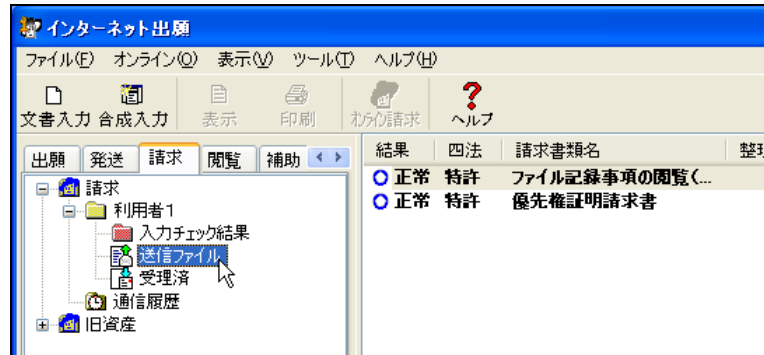 インターネット出願
ファイル(F) オンライン(O) 表示(V) ツール(T) ヘルプ(H)
文書入力 合成入力 表示 印刷 オンライン請求 ヘルプ
出願 発送 請求 閲覧 補助
結果 四法 請求書類名 整理
請求
利用者1
入力チェック結果
送信ファイル
受理済
通信履歴
旧資産
正常 特許 ファイル記録事項の閲覧(...
正常 特許 優先権証明請求書